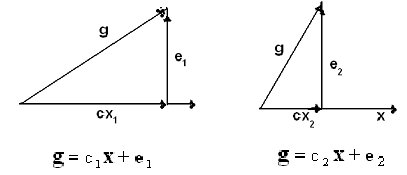 g
e₁
cx₁
g = c₁x + e₁
g
e₂
cx₂
x
g = c₂x + e₂